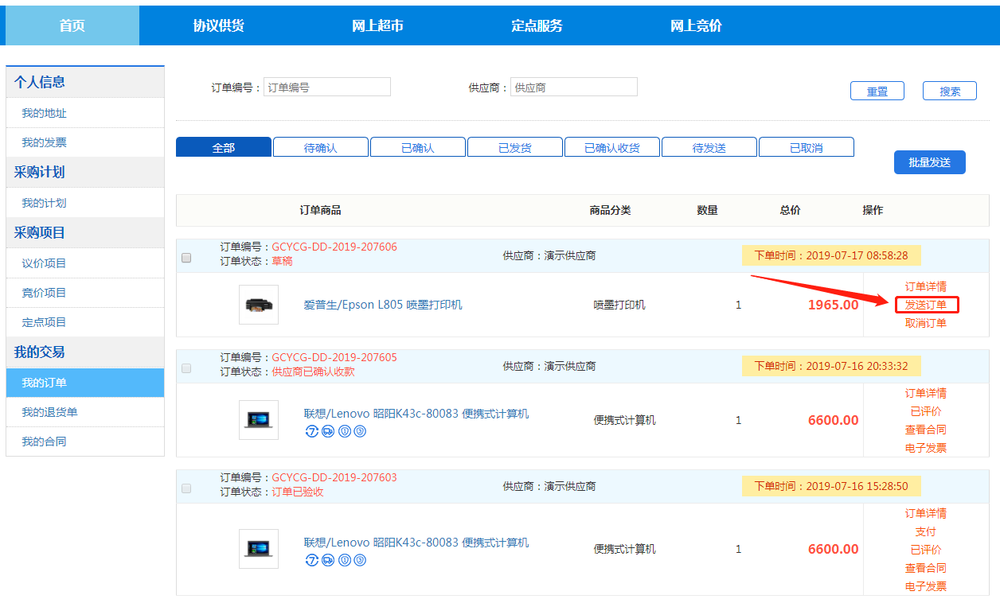 首页
协议供货
网上超市
定点服务
网上竞价
个人信息
我的地址
我的发票
采购计划
我的计划
采购项目
议价项目
竞价项目
定点项目
我的交易
我的订单
我的退货单
我的合同
订单编号：
订单编号
供应商：
供应商
重置
搜索
全部
待确认
已确认
已发货
已确认收货
待发送
已取消
批量发送
订单商品
商品分类
数量
总价
操作
订单编号：GCYCG-DD-2019-207606
订单状态：草稿
供应商：演示供应商
下单时间：2019-07-17 08:58:28
爱普生/Epson L805 喷墨打印机
喷墨打印机
1
1965.00
订单详情
发送订单
取消订单
订单编号：GCYCG-DD-2019-207605
订单状态：供应商已确认收款
供应商：演示供应商
下单时间：2019-07-16 20:33:32
联想/Lenovo 昭阳K43c-80083 便携式计算机
便携式计算机
1
6600.00
订单详情
已评价
查看合同
电子发票
订单编号：GCYCG-DD-2019-207603
订单状态：订单已验收
供应商：演示供应商
下单时间：2019-07-16 15:28:50
联想/Lenovo 昭阳K43c-80083 便携式计算机
便携式计算机
1
6600.00
订单详情
支付
已评价
查看合同
电子发票